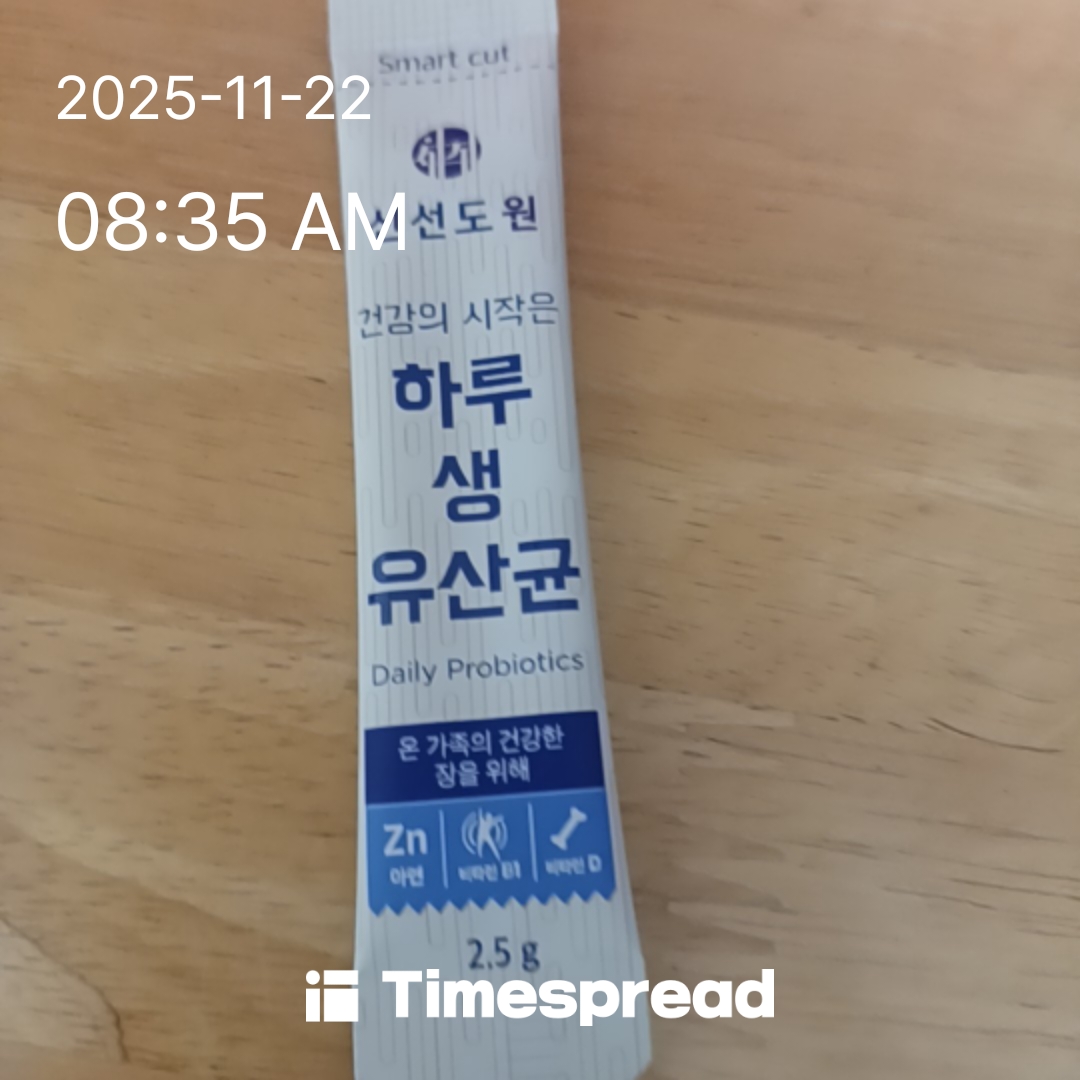 Smart cut
2025-11-22
08:35 AM
선도원
건강의 시작은
하루
생
유산균
Daily Probiotics
온 가족의 건강한
장을 위해
Zn
아연
비타민 B1
비타민 D
2.5 g
Timespread